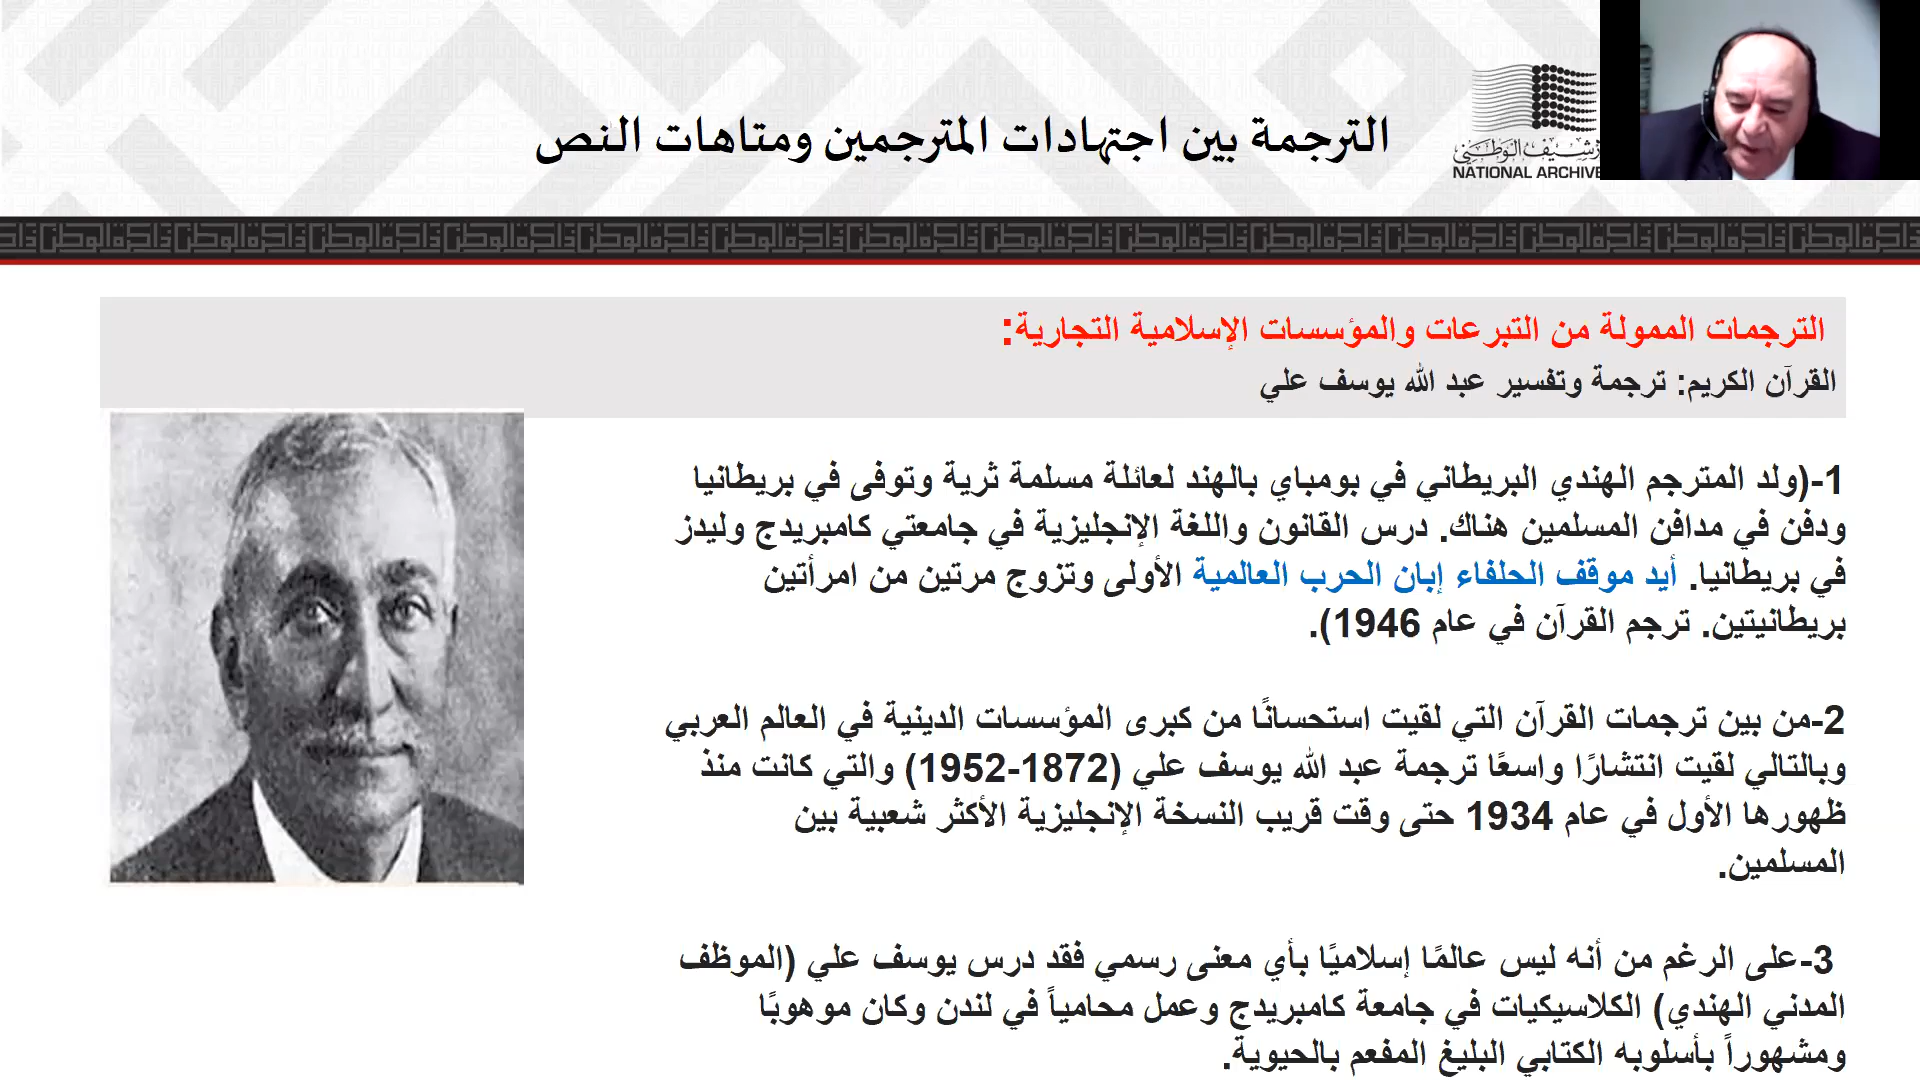 الترجمة بين اجتهادات المترجمين ومتاهات النص
NATIONAL ARCHIVE
الترجمات الممولة من التبرعات والمؤسسات الإسلامية التجارية:
القرآن الكريم: ترجمة وتفسير عبد الله يوسف علي
1-(ولد المترجم الهندي البريطاني في بومباي بالهند لعائلة مسلمة ثرية وتوفى في بريطانيا
ودفن في مدافن المسلمين هناك. درس القانون واللغة الإنجليزية في جامعتي كامبريدج وليدز
في بريطانيا. أيد موقف الحلفاء إبان الحرب العالمية الأولى وتزوج مرتين من امرأتين
بريطانيتين. ترجم القرآن في عام 1946).
2-من بين ترجمات القرآن التي لقيت استحسانًا من كبرى المؤسسات الدينية في العالم العربي
وبالتالي لقيت انتشارًا واسعًا ترجمة عبد الله يوسف علي (1872-1952) والتي كانت منذ
ظهورها الأول في عام 1934 حتى وقت قريب النسخة الإنجليزية الأكثر شعبية بين
المسلمين.
3-على الرغم من أنه ليس عالمًا إسلاميًا بأي معنى رسمي فقد درس يوسف علي (الموظف
المدني الهندي) الكلاسيكيات في جامعة كامبريدج وعمل محامياً في لندن وكان موهوبًا
ومشهوراً بأسلوبه الكتابي البليغ المفعم بالحيوية.